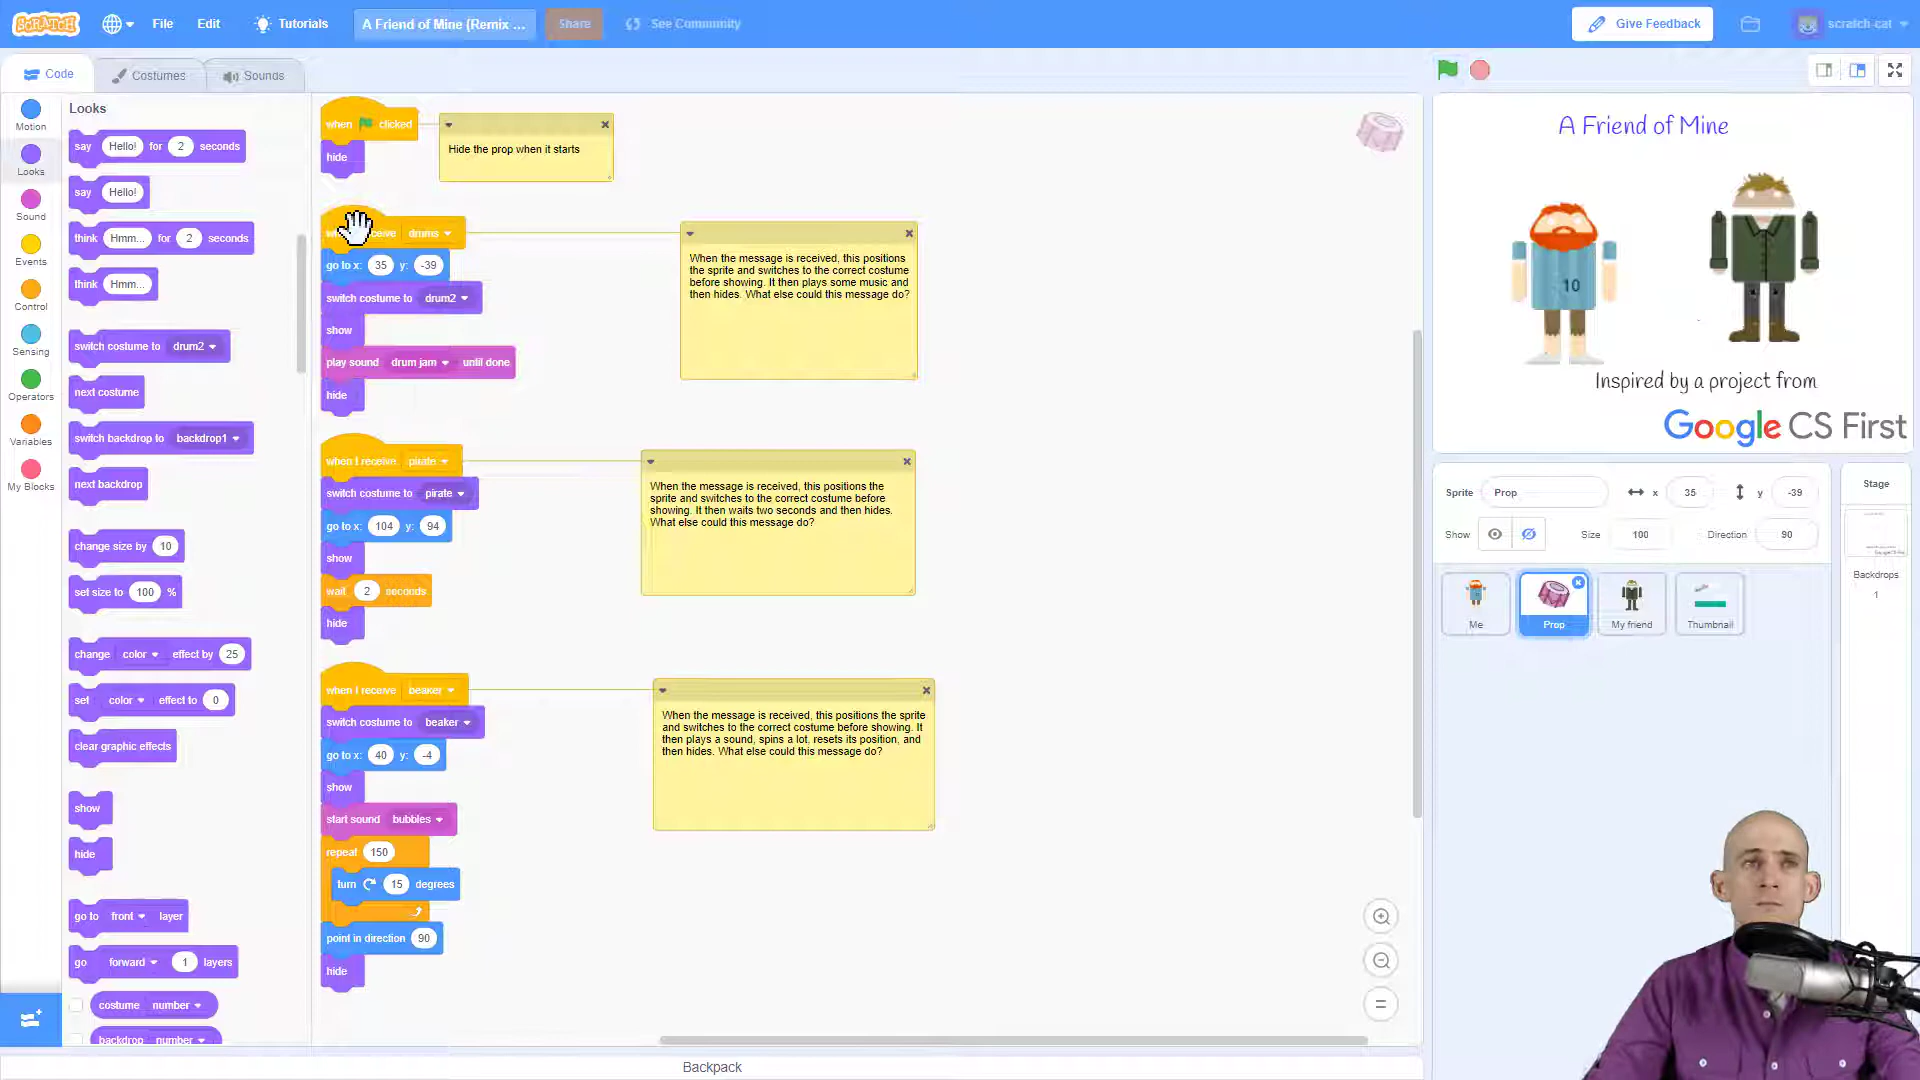 SCRATCH
File
Edit
Tutorials
A Friend of Mine (Remix ...
Share
See Community
Give Feedback
scratch-cat
Code
Costumes
Sounds
Motion
Looks
Sound
Events
Control
Sensing
Operators
Variables
My Blocks
Looks
say Hello! for 2 seconds
say Hello!
think Hmm... for 2 seconds
think Hmm...
switch costume to drum2
next costume
switch backdrop to backdrop1
next backdrop
change size by 10
set size to 100 %
change color effect by 25
set color effect to 0
clear graphic effects
show
hide
go to front layer
go forward 1 layers
costume number
backdrop number
when clicked
hide
Hide the prop when it starts
drums
go to x: 35 y: -39
switch costume to drum2
show
play sound drum jam until done
hide
When the message is received, this positions
the sprite and switches to the correct costume
before showing. It then plays some music and
then hides. What else could this message do?
when I receive pirate
switch costume to pirate
go to x: 104 y: 94
show
wait 2 seconds
hide
When the message is received, this positions the
sprite and switches to the correct costume before
showing. It then waits two seconds and then hides.
What else could this message do?
when I receive beaker
switch costume to beaker
go to x: 40 y: -4
show
start sound bubbles
repeat 150
turn 15 degrees
point in direction 90
hide
When the message is received, this positions the sprite
and switches to the correct costume before showing. It
then plays a sound, spins a lot, resets its position, and
then hides. What else could this message do?
Backpack
A Friend of Mine
10
Inspired by a project from
Google CS First
Sprite Prop x 35 y -39
Show Size 100 Direction 90
Me
Prop
My friend
Thumbnail
Stage
Backdrops
1